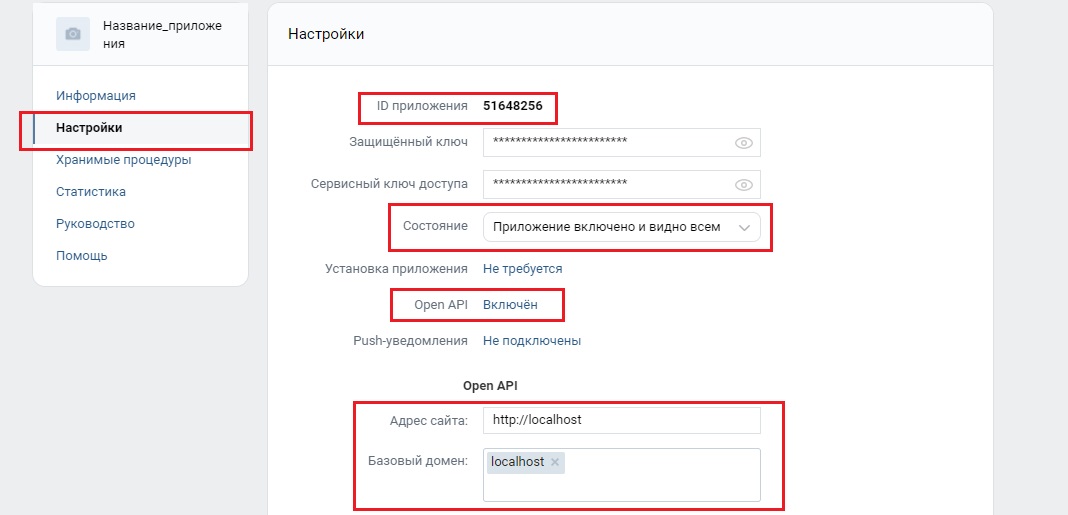 Название_приложе
ния
Информация
Настройки
Хранимые процедуры
Статистика
Руководство
Помощь
Настройки
ID приложения 51648256
Защищённый ключ ************************
Сервисный ключ доступа ************************
Состояние Приложение включено и видно всем
Установка приложения Не требуется
Open API Включён
Push-уведомления Не подключены
Open API
Адрес сайта: http://localhost
Базовый домен: localhost ×